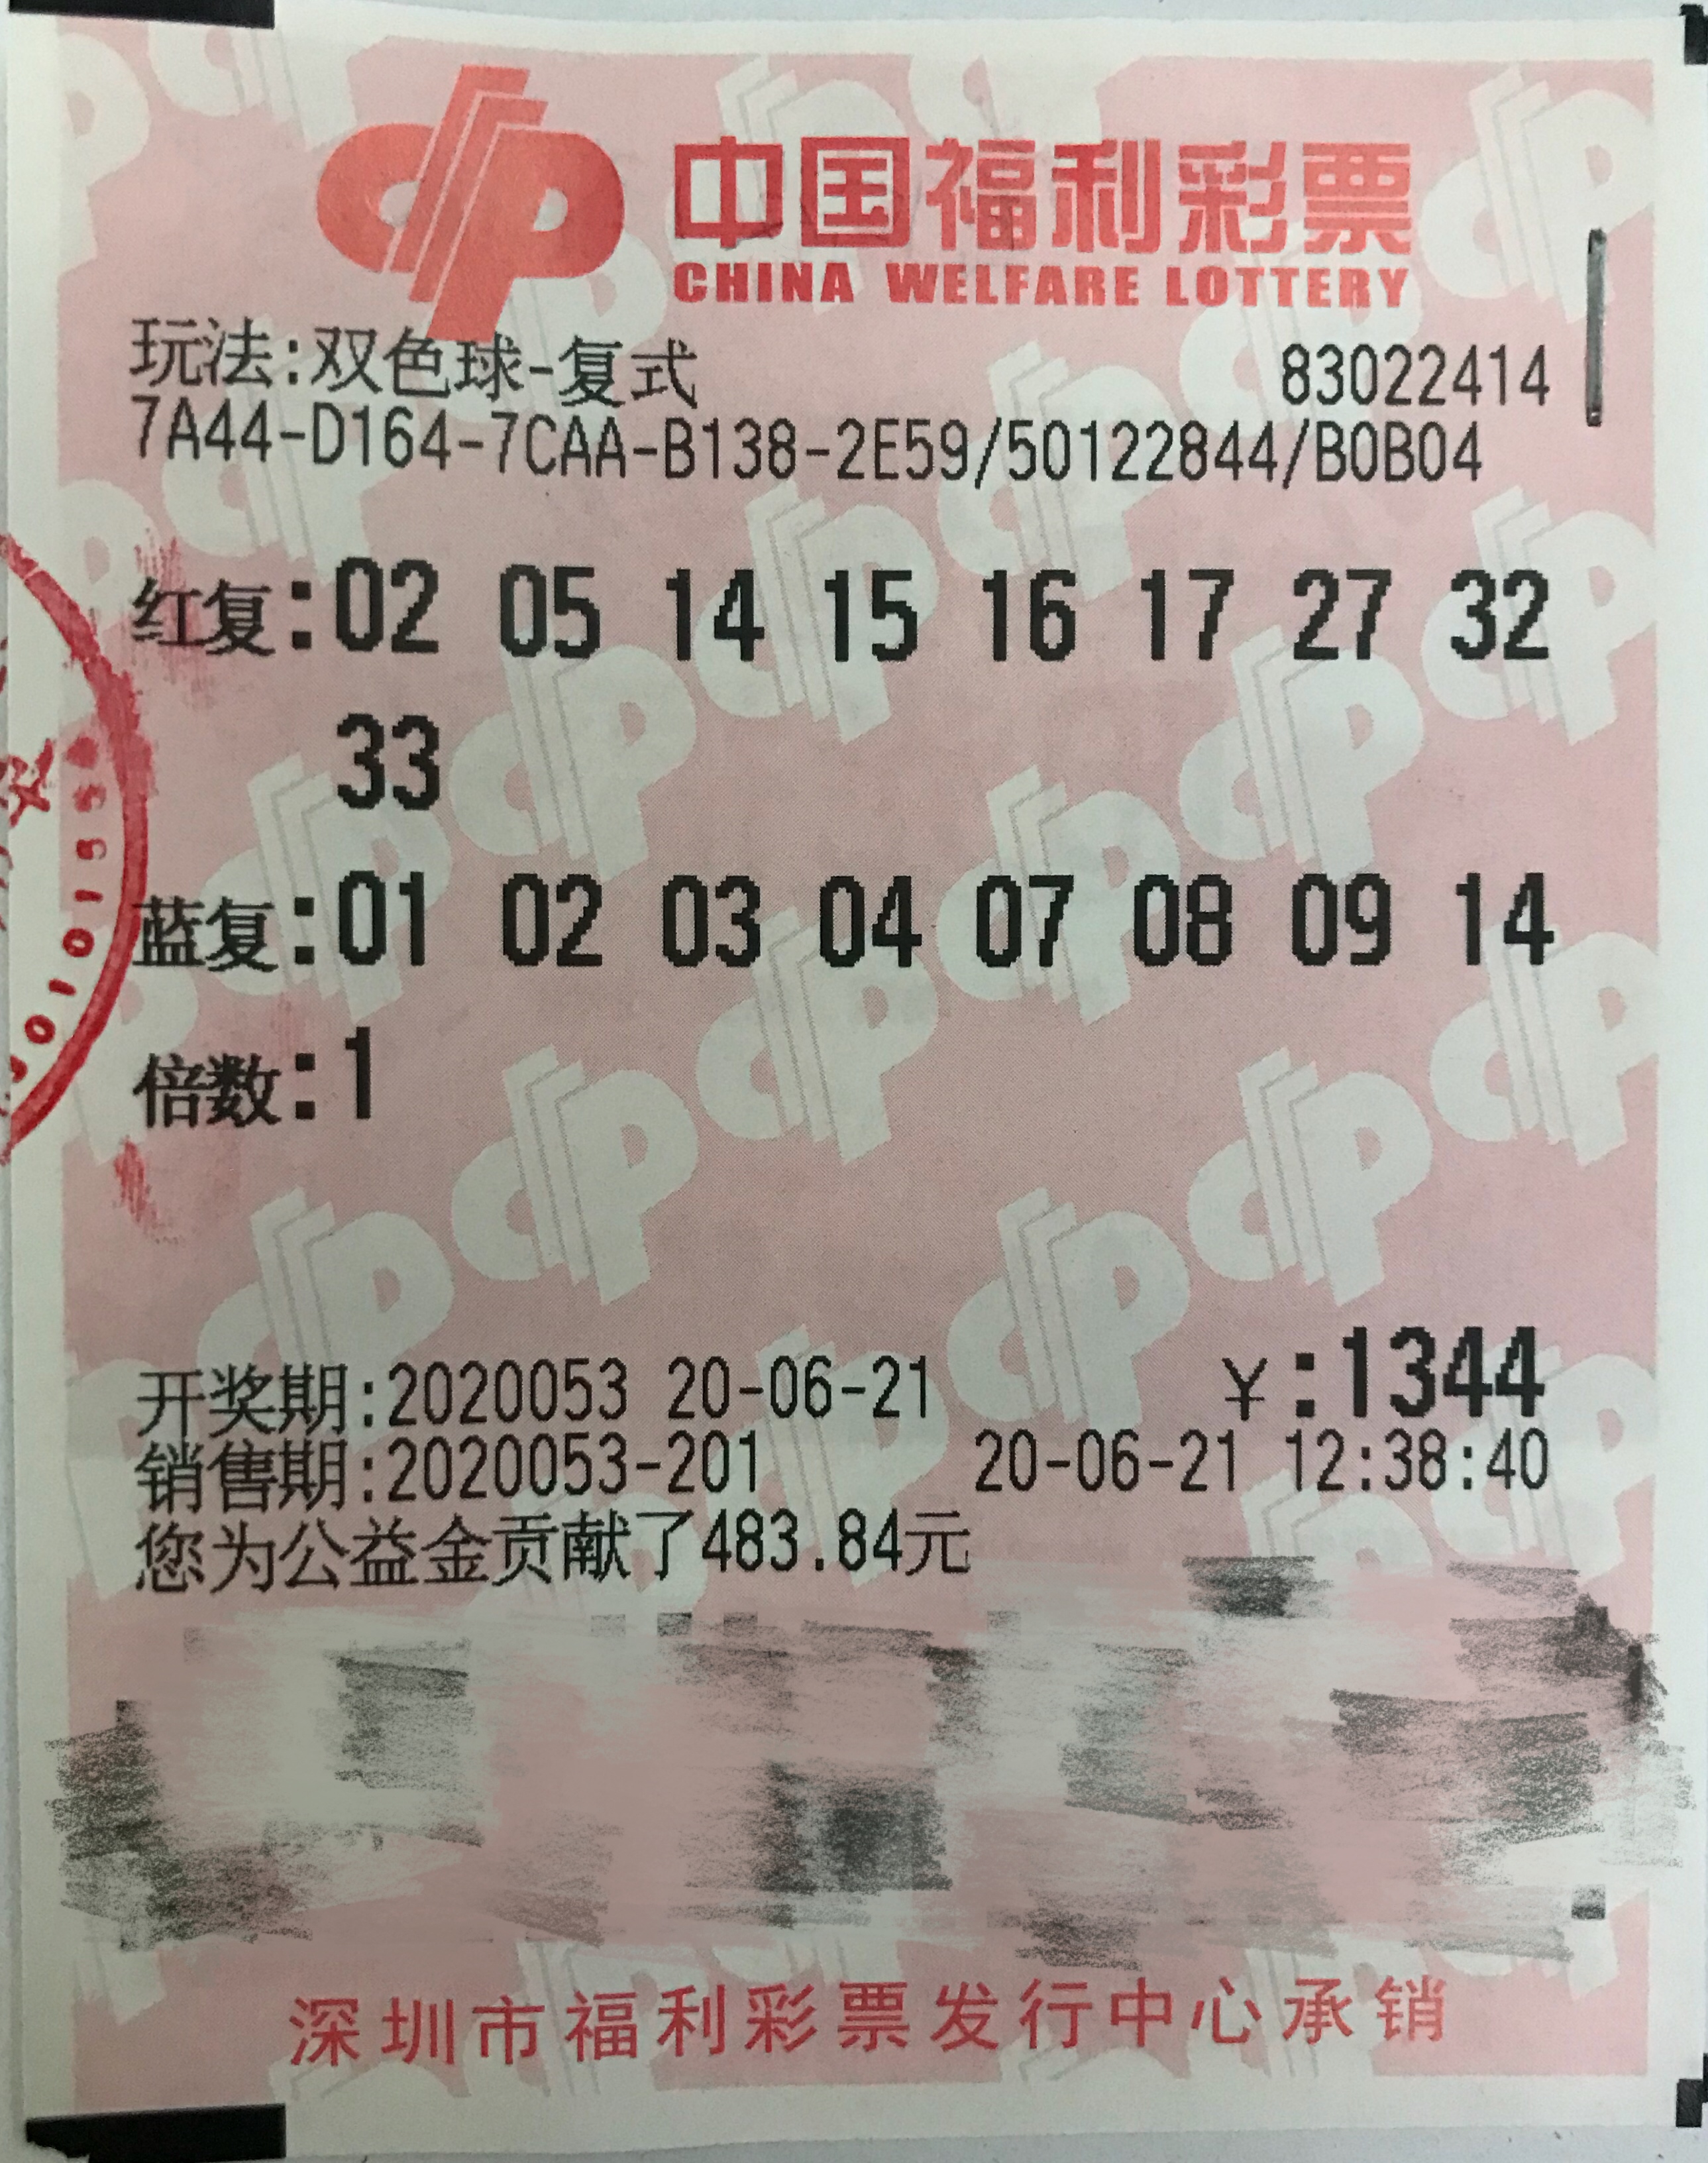 中国福利彩票
CHINA WELFARE LOTTERY
玩法:双色球-复式 83022414
7A44-D164-7CAA-B138-2E59/50122844/B0B04
红复:02 05 14 15 16 17 27 32
33
蓝复:01 02 03 04 07 08 09 14
倍数:1
开奖期:2020053 20-06-21 ¥:1344
销售期:2020053-201 20-06-21 12:38:40
您为公益金贡献了483.84元
深圳市福利彩票发行中心承销